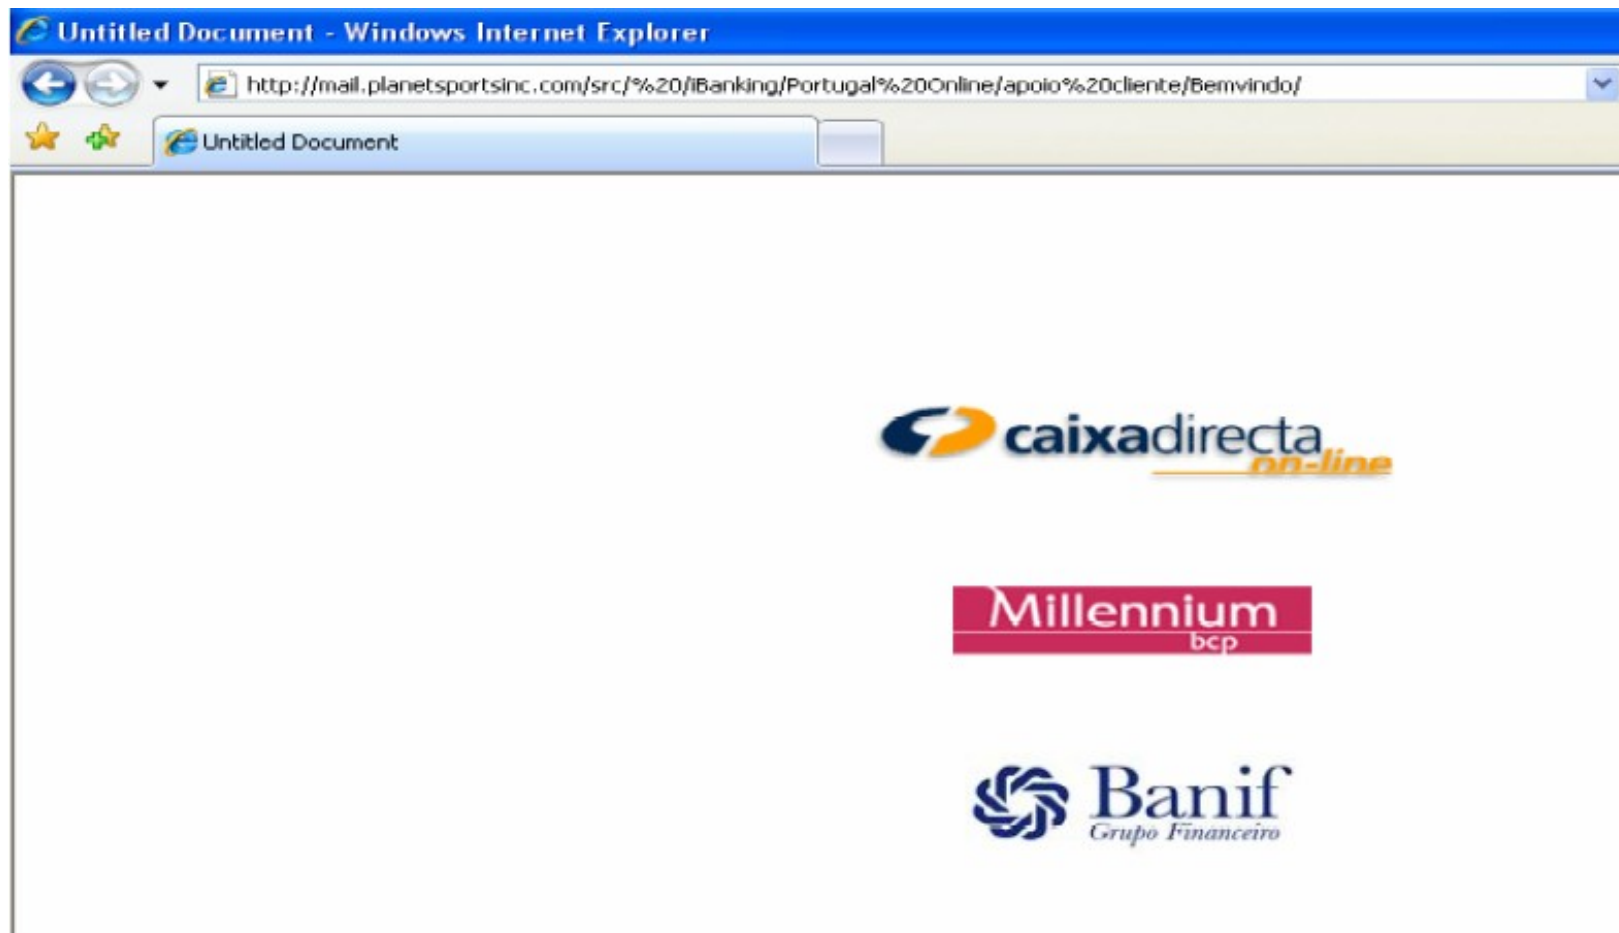 Untitled Document - Windows Internet Explorer
http://mail.planetsportsinc.com/src/%20/iBanking/Portugal%20Online/apoio%20cliente/Bemvindo/
Untitled Document
caixadirecta
on-line
Millennium
bcp
Banif
Grupo Financeiro